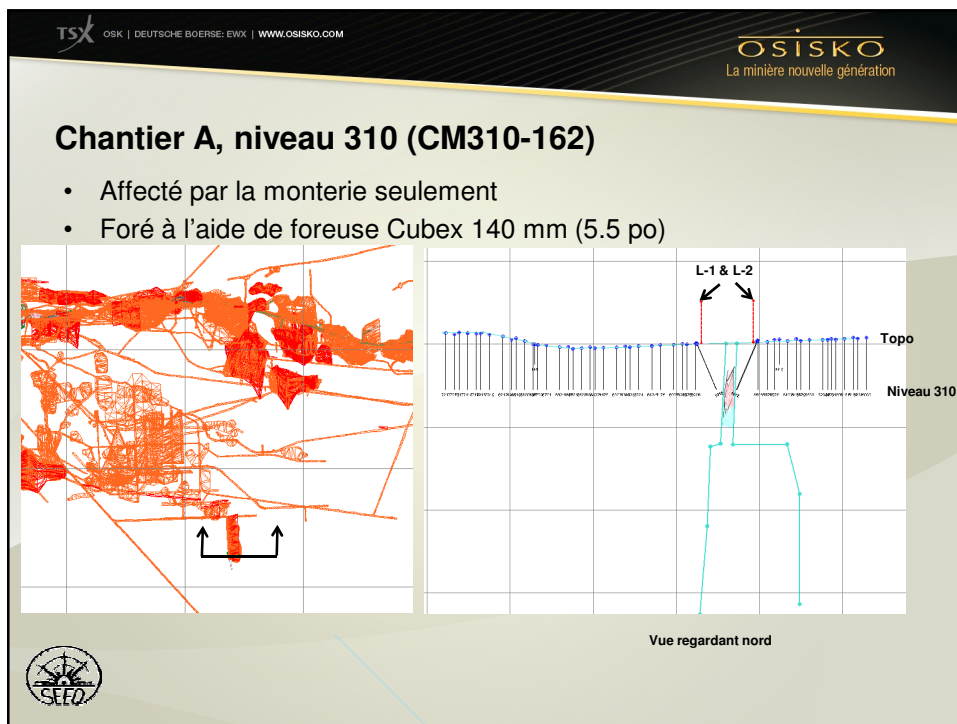 TSX OSK | DEUTSCHE BOERSE: EWX | WWW.OSISKO.COM
OSISKO
La minière nouvelle génération
Chantier A, niveau 310 (CM310-162)
• Affecté par la monterie seulement
• Foré à l'aide de foreuse Cubex 140 mm (5.5 po)
L-1 & L-2
Topo
Niveau 310
Vue regardant nord
SEEQ